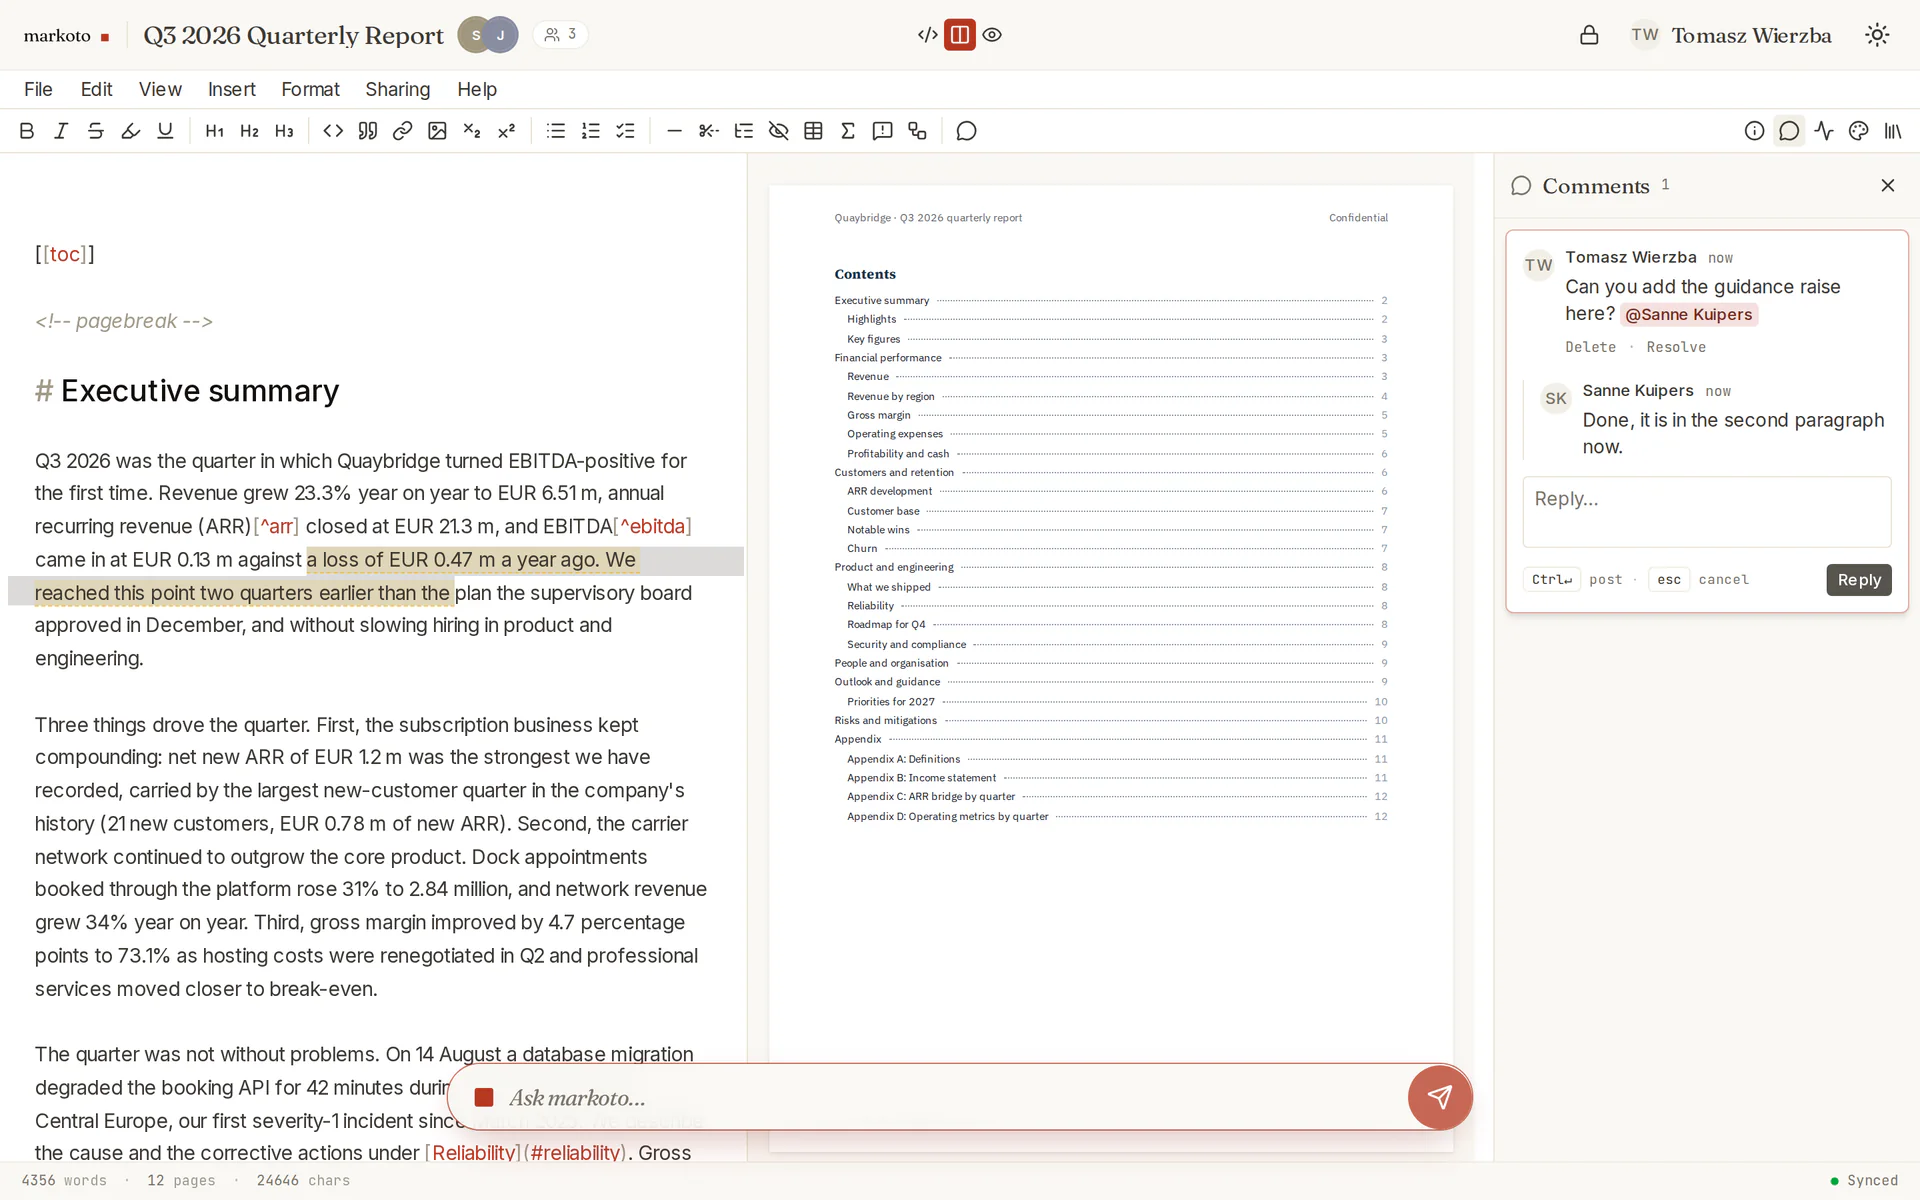 markoto
Q3 2026 Quarterly Report
S J
3
TW Tomasz Wierzba
File Edit View Insert Format Sharing Help
H1 H2 H3
[[toc]]
<!-- pagebreak -->
# Executive summary
Q3 2026 was the quarter in which Quaybridge turned EBITDA-positive for
the first time. Revenue grew 23.3% year on year to EUR 6.51 m, annual
recurring revenue (ARR)[^arr] closed at EUR 21.3 m, and EBITDA[^ebitda]
came in at EUR 0.13 m against a loss of EUR 0.47 m a year ago. We
reached this point two quarters earlier than the plan the supervisory board
approved in December, and without slowing hiring in product and
engineering.
Three things drove the quarter. First, the subscription business kept
compounding: net new ARR of EUR 1.2 m was the strongest we have
recorded, carried by the largest new-customer quarter in the company's
history (21 new customers, EUR 0.78 m of new ARR). Second, the carrier
network continued to outgrow the core product. Dock appointments
booked through the platform rose 31% to 2.84 million, and network revenue
grew 34% year on year. Third, gross margin improved by 4.7 percentage
points to 73.1% as hosting costs were renegotiated in Q2 and professional
services moved closer to break-even.
The quarter was not without problems. On 14 August a database migration
degraded the booking API for 42 minutes durin
Central Europe, our first severity-1 incident since
the cause and the corrective actions under [Reliability](#reliability). Gross
Quaybridge · Q3 2026 quarterly report Confidential
Contents
Executive summary 2
Highlights 2
Key figures 3
Financial performance 3
Revenue 3
Revenue by region 4
Gross margin 5
Operating expenses 5
Profitability and cash 6
Customers and retention 6
ARR development 6
Customer base 7
Notable wins 7
Churn 7
Product and engineering 8
What we shipped 8
Reliability 8
Roadmap for Q4 8
Security and compliance 9
People and organisation 9
Outlook and guidance 9
Priorities for 2027 10
Risks and mitigations 10
Appendix 11
Appendix A: Definitions 11
Appendix B: Income statement 11
Appendix C: ARR bridge by quarter 12
Appendix D: Operating metrics by quarter 12
Ask markoto...
Comments 1
TW Tomasz Wierzba now
Can you add the guidance raise
here? @Sanne Kuipers
Delete · Resolve
SK Sanne Kuipers now
Done, it is in the second paragraph
now.
Reply...
Ctrl↵ post · esc cancel Reply
4356 words · 12 pages · 24646 chars
Synced